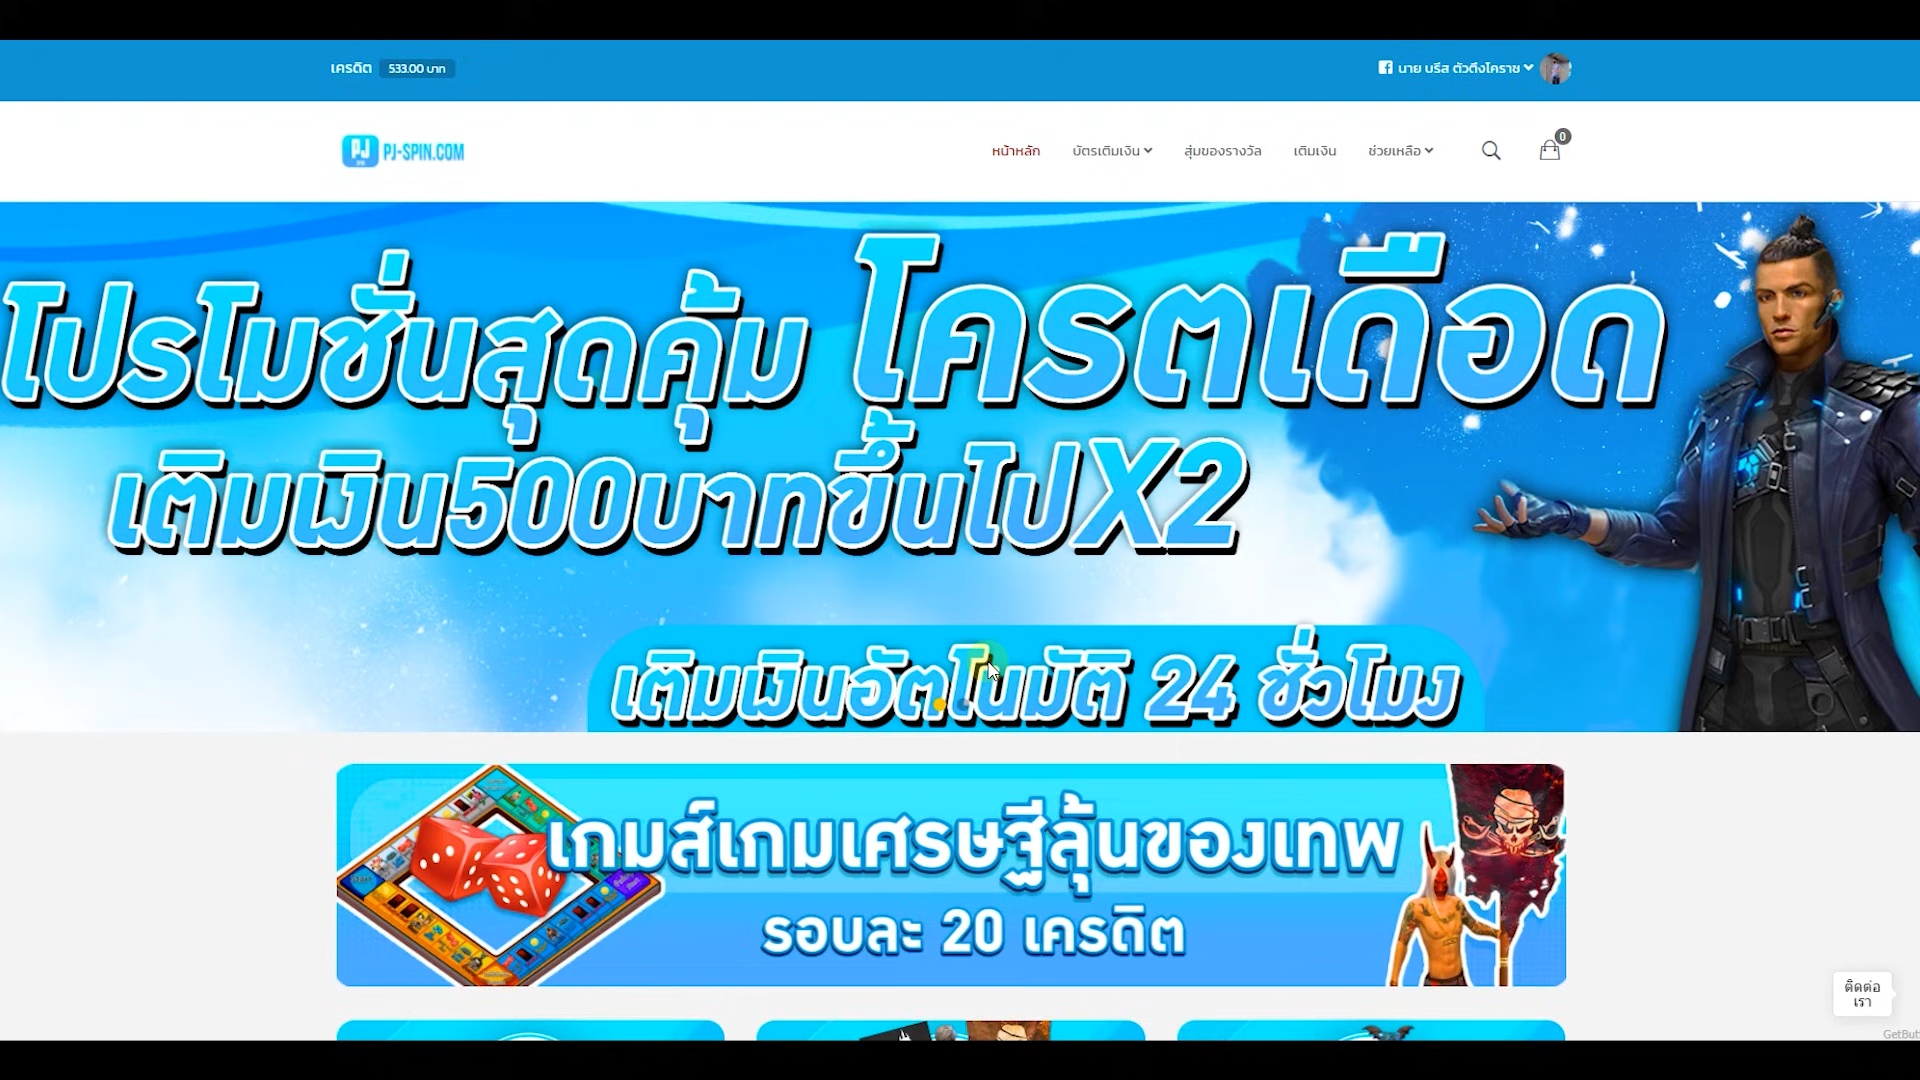 เครดิต 533.00 บาท
นาย บรีส ตัวตึงโคราช
PJ PJ-SPIN.COM
หน้าหลัก บัตรเติมเงิน สุ่มของรางวัล เติมเงิน ช่วยเหลือ 0
โปรโมชั่นสุดคุ้ม โครตเดือด
เติมเงิน500บาทขึ้นไปX2
เติมเงินอัตโนมัติ 24 ชั่วโมง
เกมส์เกมเศรษฐีลุ้นของเทพ
รอบละ 20 เครดิต
ติดต่อ
เรา
GetBut